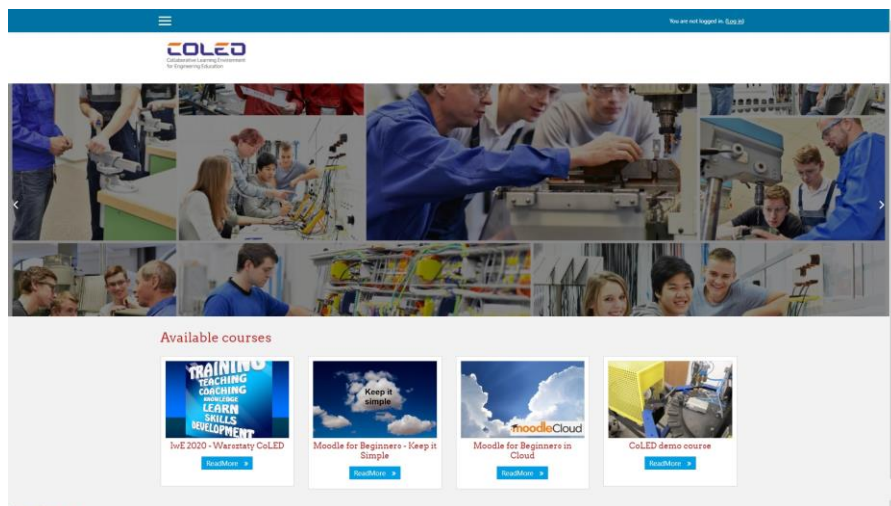 You are not logged in. (Log in)
COLED
Collaborative Learning Environment
for Engineering Education
Available courses
TRAINING
TEACHING
COACHING
KNOWLEDGE
LEARN
SKILLS
DEVELOPMENT
IwE 2020 - Warsztaty CoLED
ReadMore »
Keep it
simple
Moodle for Beginners - Keep it
Simple
ReadMore »
moodleCloud
Moodle for Beginners in
Cloud
ReadMore »
CoLED demo course
ReadMore »